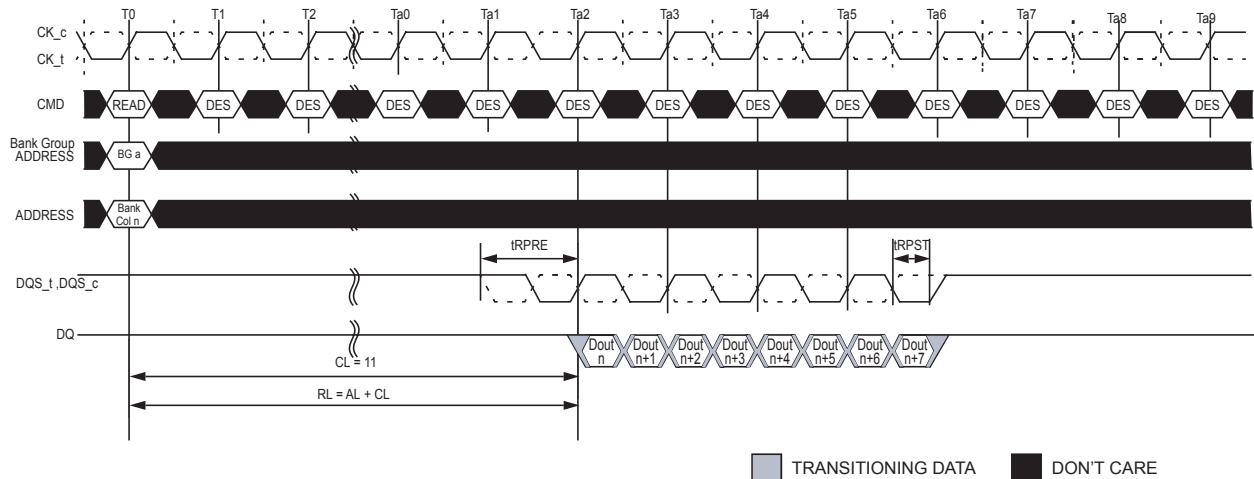 T0 T1 T2 Ta0 Ta1 Ta2 Ta3 Ta4 Ta5 Ta6 Ta7 Ta8 Ta9
CK_c
CK_t
CMD READ DES DES DES DES DES DES DES DES DES DES DES DES
Bank Group
ADDRESS BG a
ADDRESS Bank
Col n
tRPRE tRPST
DQS_t ,DQS_c
DQ
Dout Dout Dout Dout Dout Dout Dout Dout
n n+1 n+2 n+3 n+4 n+5 n+6 n+7
CL = 11
RL = AL + CL
TRANSITIONING DATA DON'T CARE